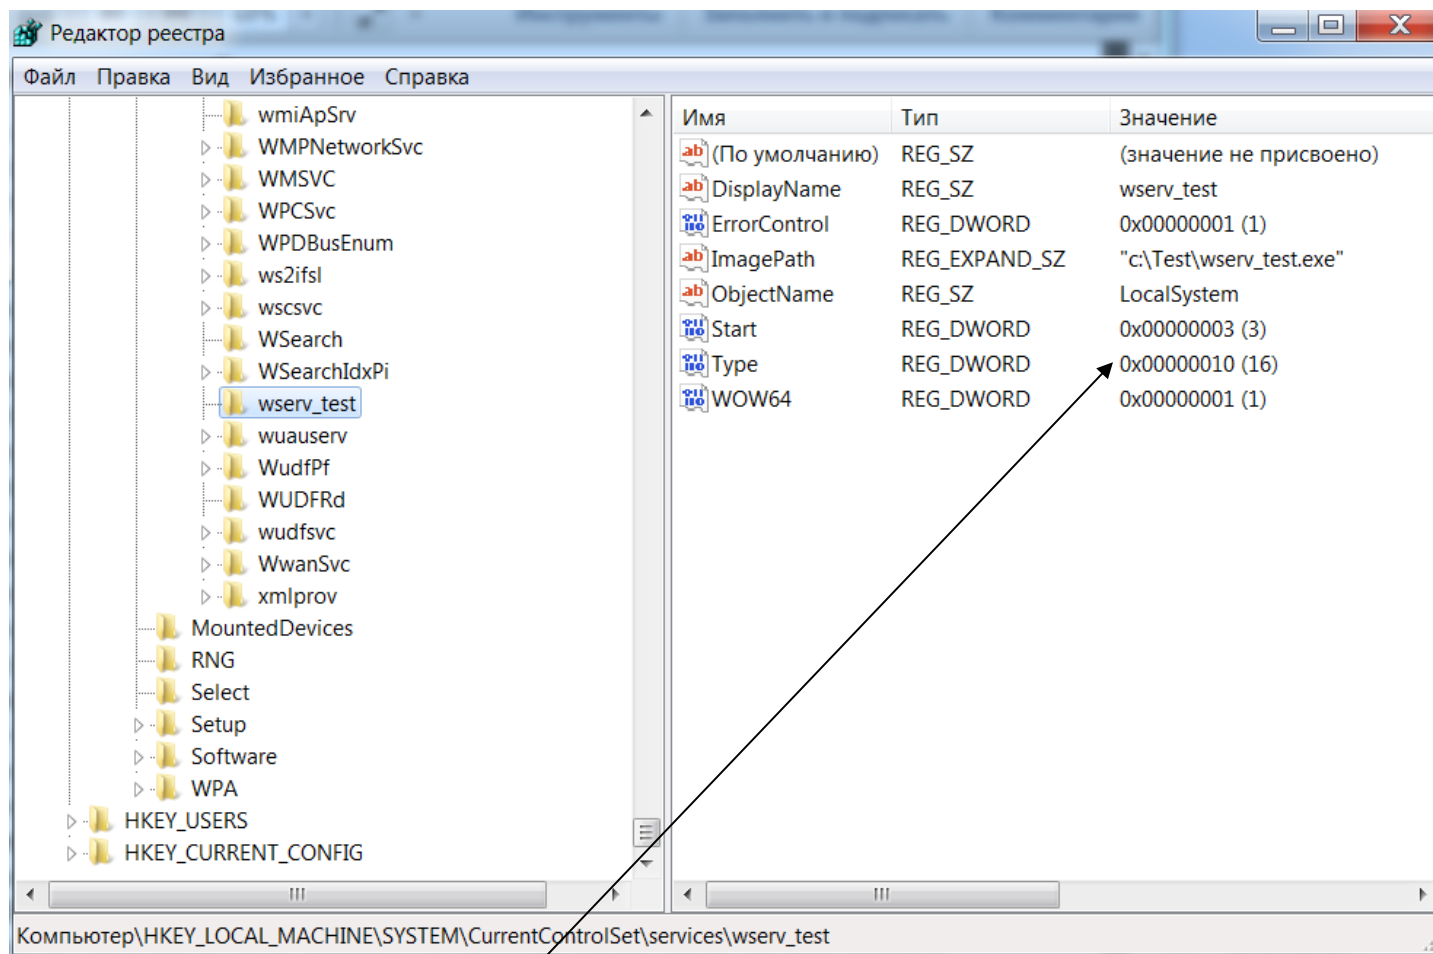 Редактор реестра
Файл Правка Вид Избранное Справка
wmiApSrv
WMPNetworkSvc
WMSVC
WPCSvc
WPDBusEnum
ws2ifsl
wscsvc
WSearch
WSearchIdxPi
wserv_test
wuauserv
WudfPf
WUDFRd
wudfsvc
WwanSvc
xmlprov
MountedDevices
RNG
Select
Setup
Software
WPA
HKEY_USERS
HKEY_CURRENT_CONFIG
Имя Тип Значение
(По умолчанию) REG_SZ (значение не присвоено)
DisplayName REG_SZ wserv_test
ErrorControl REG_DWORD 0x00000001 (1)
ImagePath REG_EXPAND_SZ "c:\Test\wserv_test.exe"
ObjectName REG_SZ LocalSystem
Start REG_DWORD 0x00000003 (3)
Type REG_DWORD 0x00000010 (16)
WOW64 REG_DWORD 0x00000001 (1)
Компьютер\HKEY_LOCAL_MACHINE\SYSTEM\CurrentControlSet\services\wserv_test